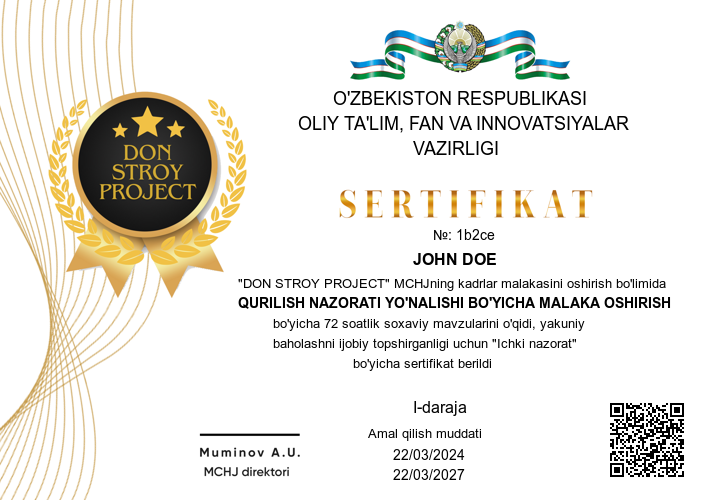 O'ZBEKISTON RESPUBLIKASI
OLIY TA'LIM, FAN VA INNOVATSIYALAR
VAZIRLIGI
DON
STROY
PROJECT
SERTIFIKAT
№: 1b2ce
JOHN DOE
"DON STROY PROJECT" MCHJning kadrlar malakasini oshirish bo'limida
QURILISH NAZORATI YO'NALISHI BO'YICHA MALAKA OSHIRISH
bo'yicha 72 soatlik soxaviy mavzularini o'qidi, yakuniy
baholashni ijobiy topshirganligi uchun "Ichki nazorat"
bo'yicha sertifikat berildi
I-daraja
Amal qilish muddati
22/03/2024
22/03/2027
Muminov A.U.
MCHJ direktori